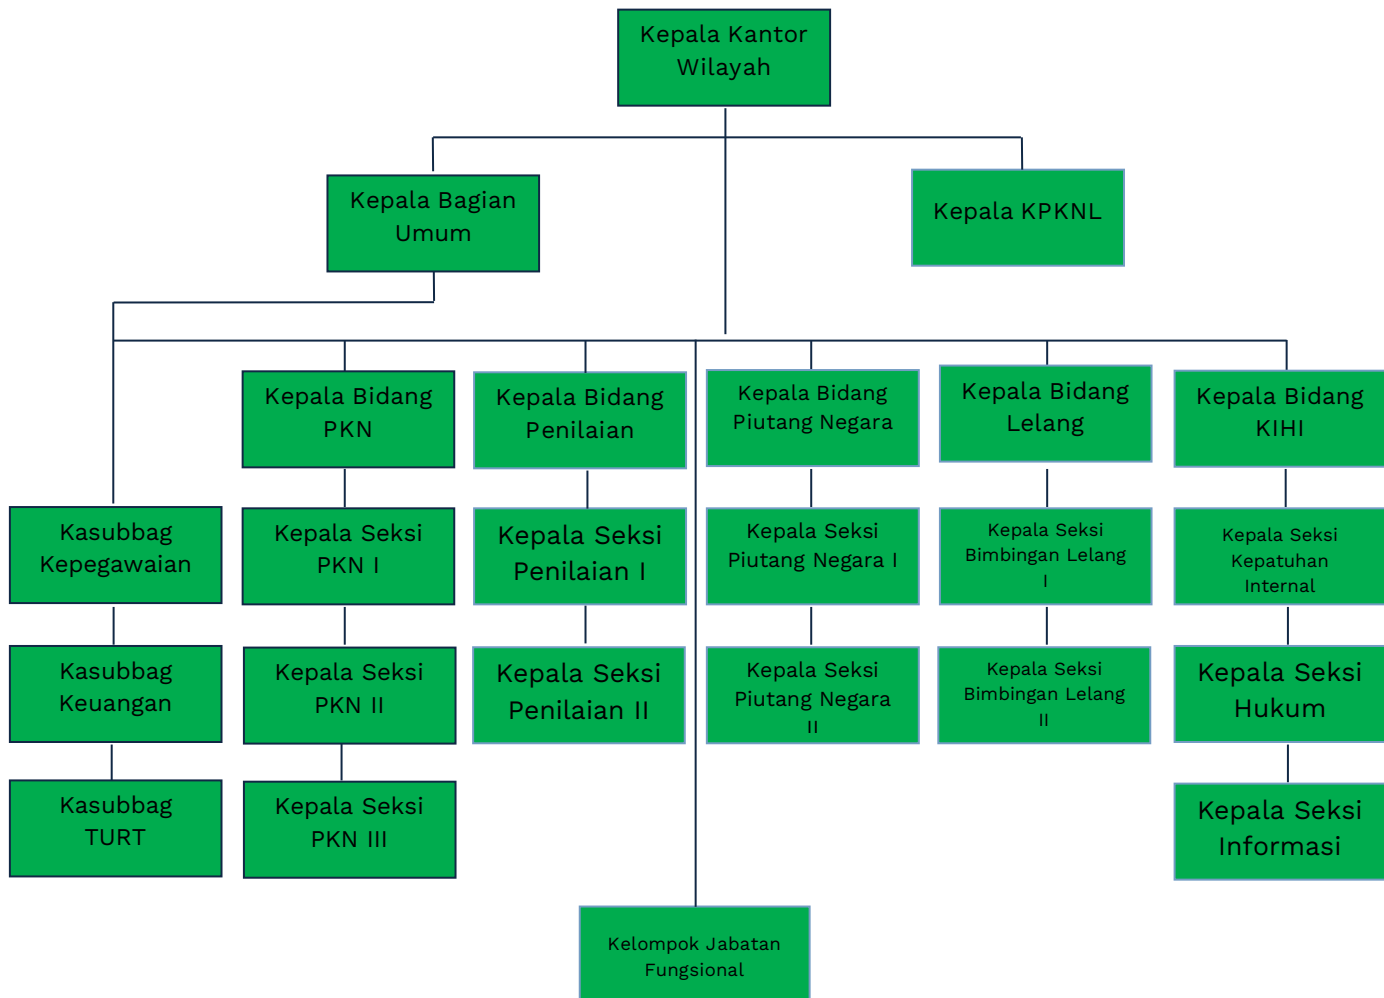 Kepala Kantor
Wilayah
Kepala Bagian
Umum
Kepala KPKNL
Kepala Bidang
PKN
Kepala Bidang
Penilaian
Kepala Bidang
Piutang Negara
Kepala Bidang
Lelang
Kepala Bidang
KIHI
Kasubbag
Kepegawaian
Kepala Seksi
PKN I
Kepala Seksi
Penilaian I
Kepala Seksi
Piutang Negara I
Kepala Seksi
Bimbingan Lelang
I
Kepala Seksi
Kepatuhan
Internal
Kasubbag
Keuangan
Kepala Seksi
PKN II
Kepala Seksi
Penilaian II
Kepala Seksi
Piutang Negara
II
Kepala Seksi
Bimbingan Lelang
II
Kepala Seksi
Hukum
Kasubbag
TURT
Kepala Seksi
PKN III
Kepala Seksi
Informasi
Kelompok Jabatan
Fungsional